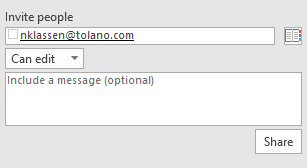 Invite people
nklassen@tolano.com
Can edit
Include a message (optional)
Share